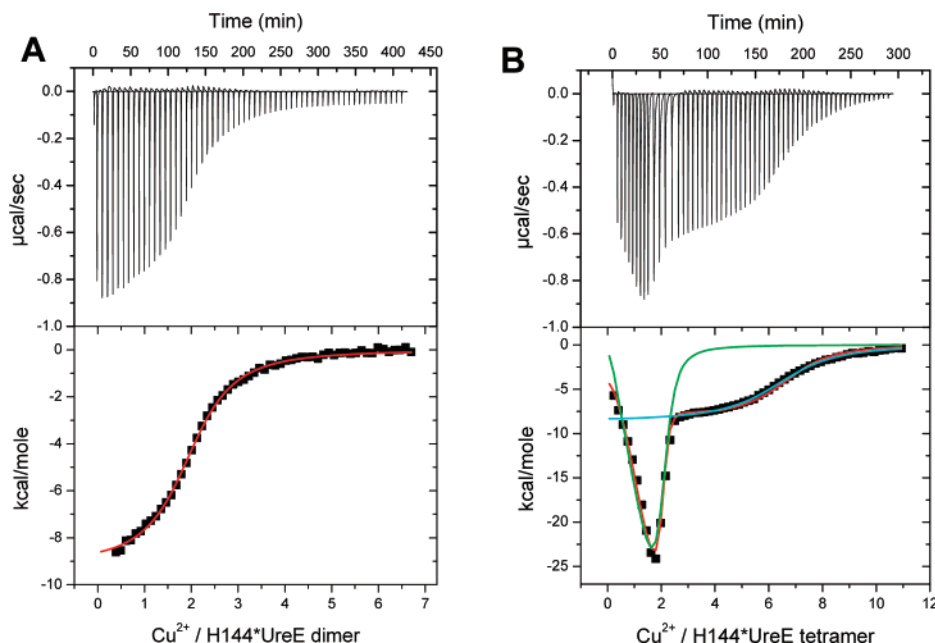 A
Time (min)
0 50 100 150 200 250 300 350 400 450
0.0
-0.2
-0.4
-0.6
-0.8
-1.0
µcal/sec
0
-2
-4
-6
-8
-10
kcal/mole
0 1 2 3 4 5 6 7
Cu²⁺ / H144*UreE dimer
B
Time (min)
0 50 100 150 200 250 300
0.0
-0.2
-0.4
-0.6
-0.8
-1.0
µcal/sec
0
-5
-10
-15
-20
-25
kcal/mole
0 2 4 6 8 10 12
Cu²⁺ / H144*UreE tetramer